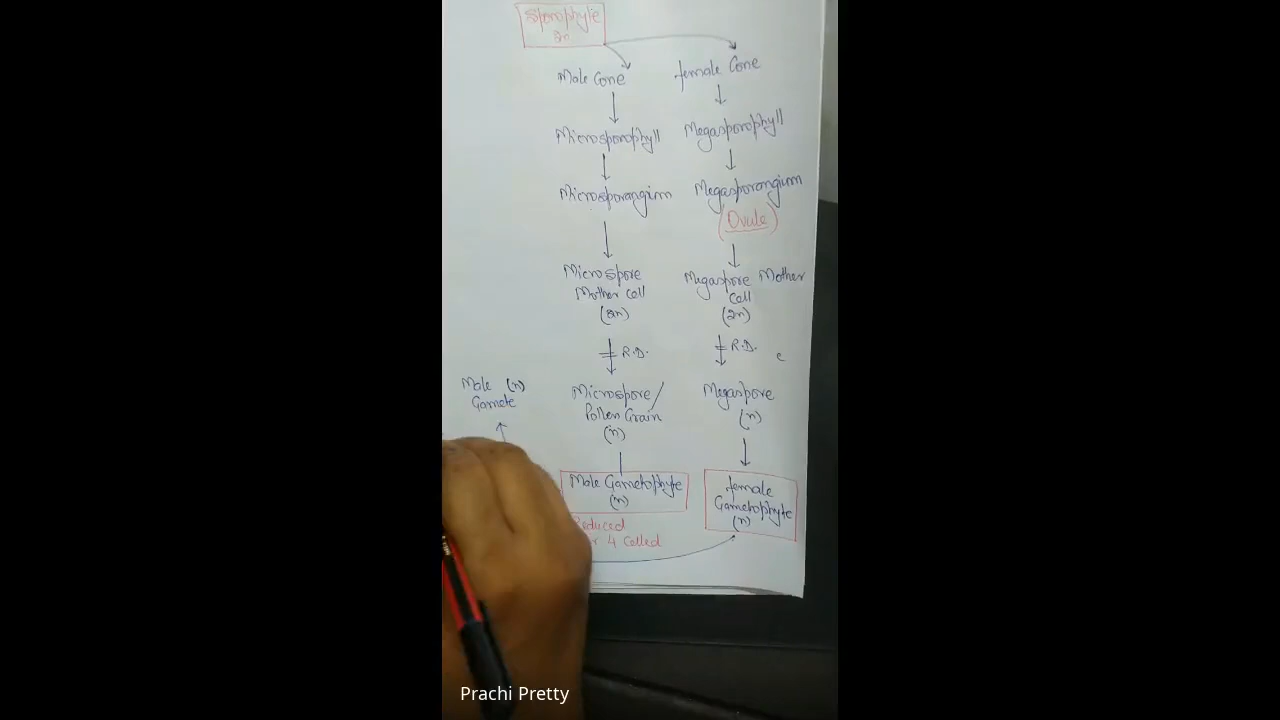 Sporophyte
2n
Male Cone
female Cone
Microsporophyll
Megasporophyll
Microsporangium
Megasporangium
(Ovule)
Microspore
Mother Cell
(2n)
Megaspore Mother
Cell
(2n)
R.D.
R.D.
e
Male (n)
Gamete
Microspore/
Pollen Grain
(n)
Megaspore
(n)
Male Gametophyte
(n)
female
Gametophyte
(n)
Reduced
4 Celled
Prachi Pretty